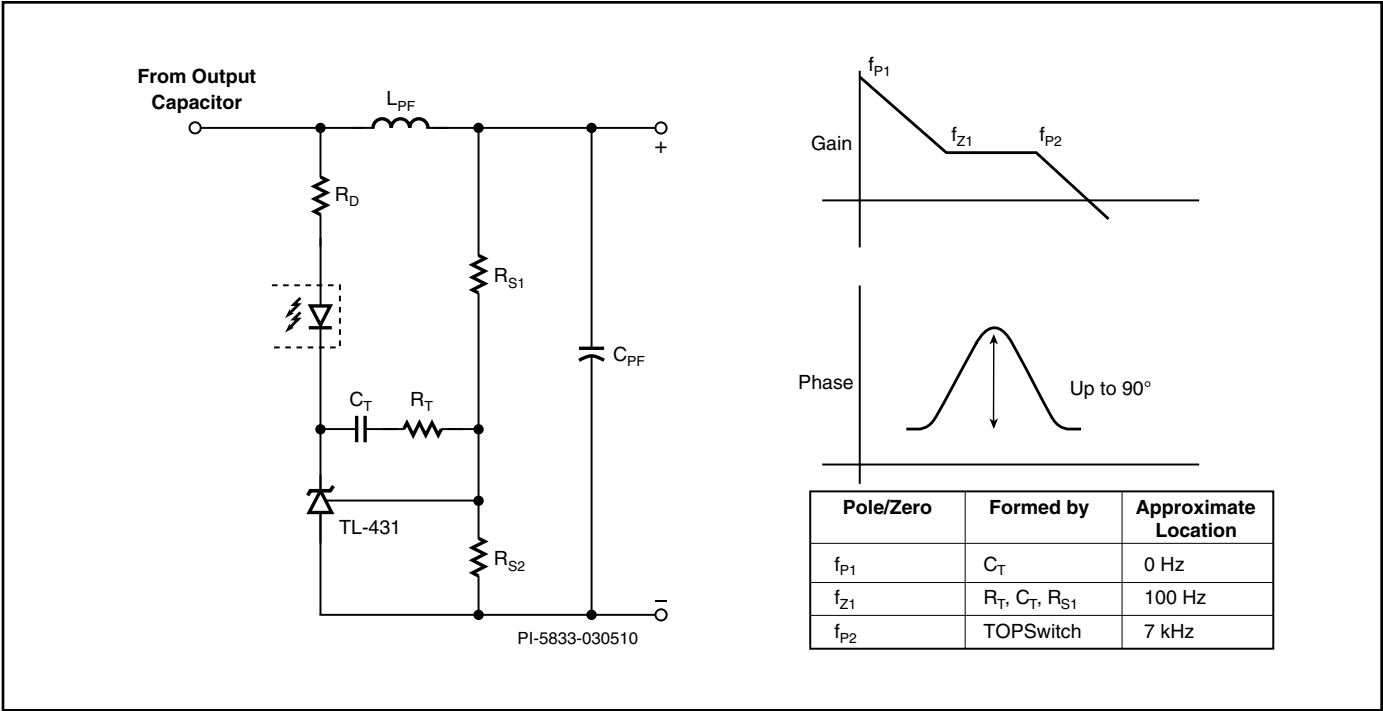 From Output
Capacitor
L_PF
+
R_D
R_S1
C_PF
C_T
R_T
TL-431
R_S2
–
PI-5833-030510
f_P1
Gain
f_Z1
f_P2
Phase
Up to 90°
Pole/Zero Formed by Approximate Location
f_P1 C_T 0 Hz
f_Z1 R_T, C_T, R_S1 100 Hz
f_P2 TOPSwitch 7 kHz